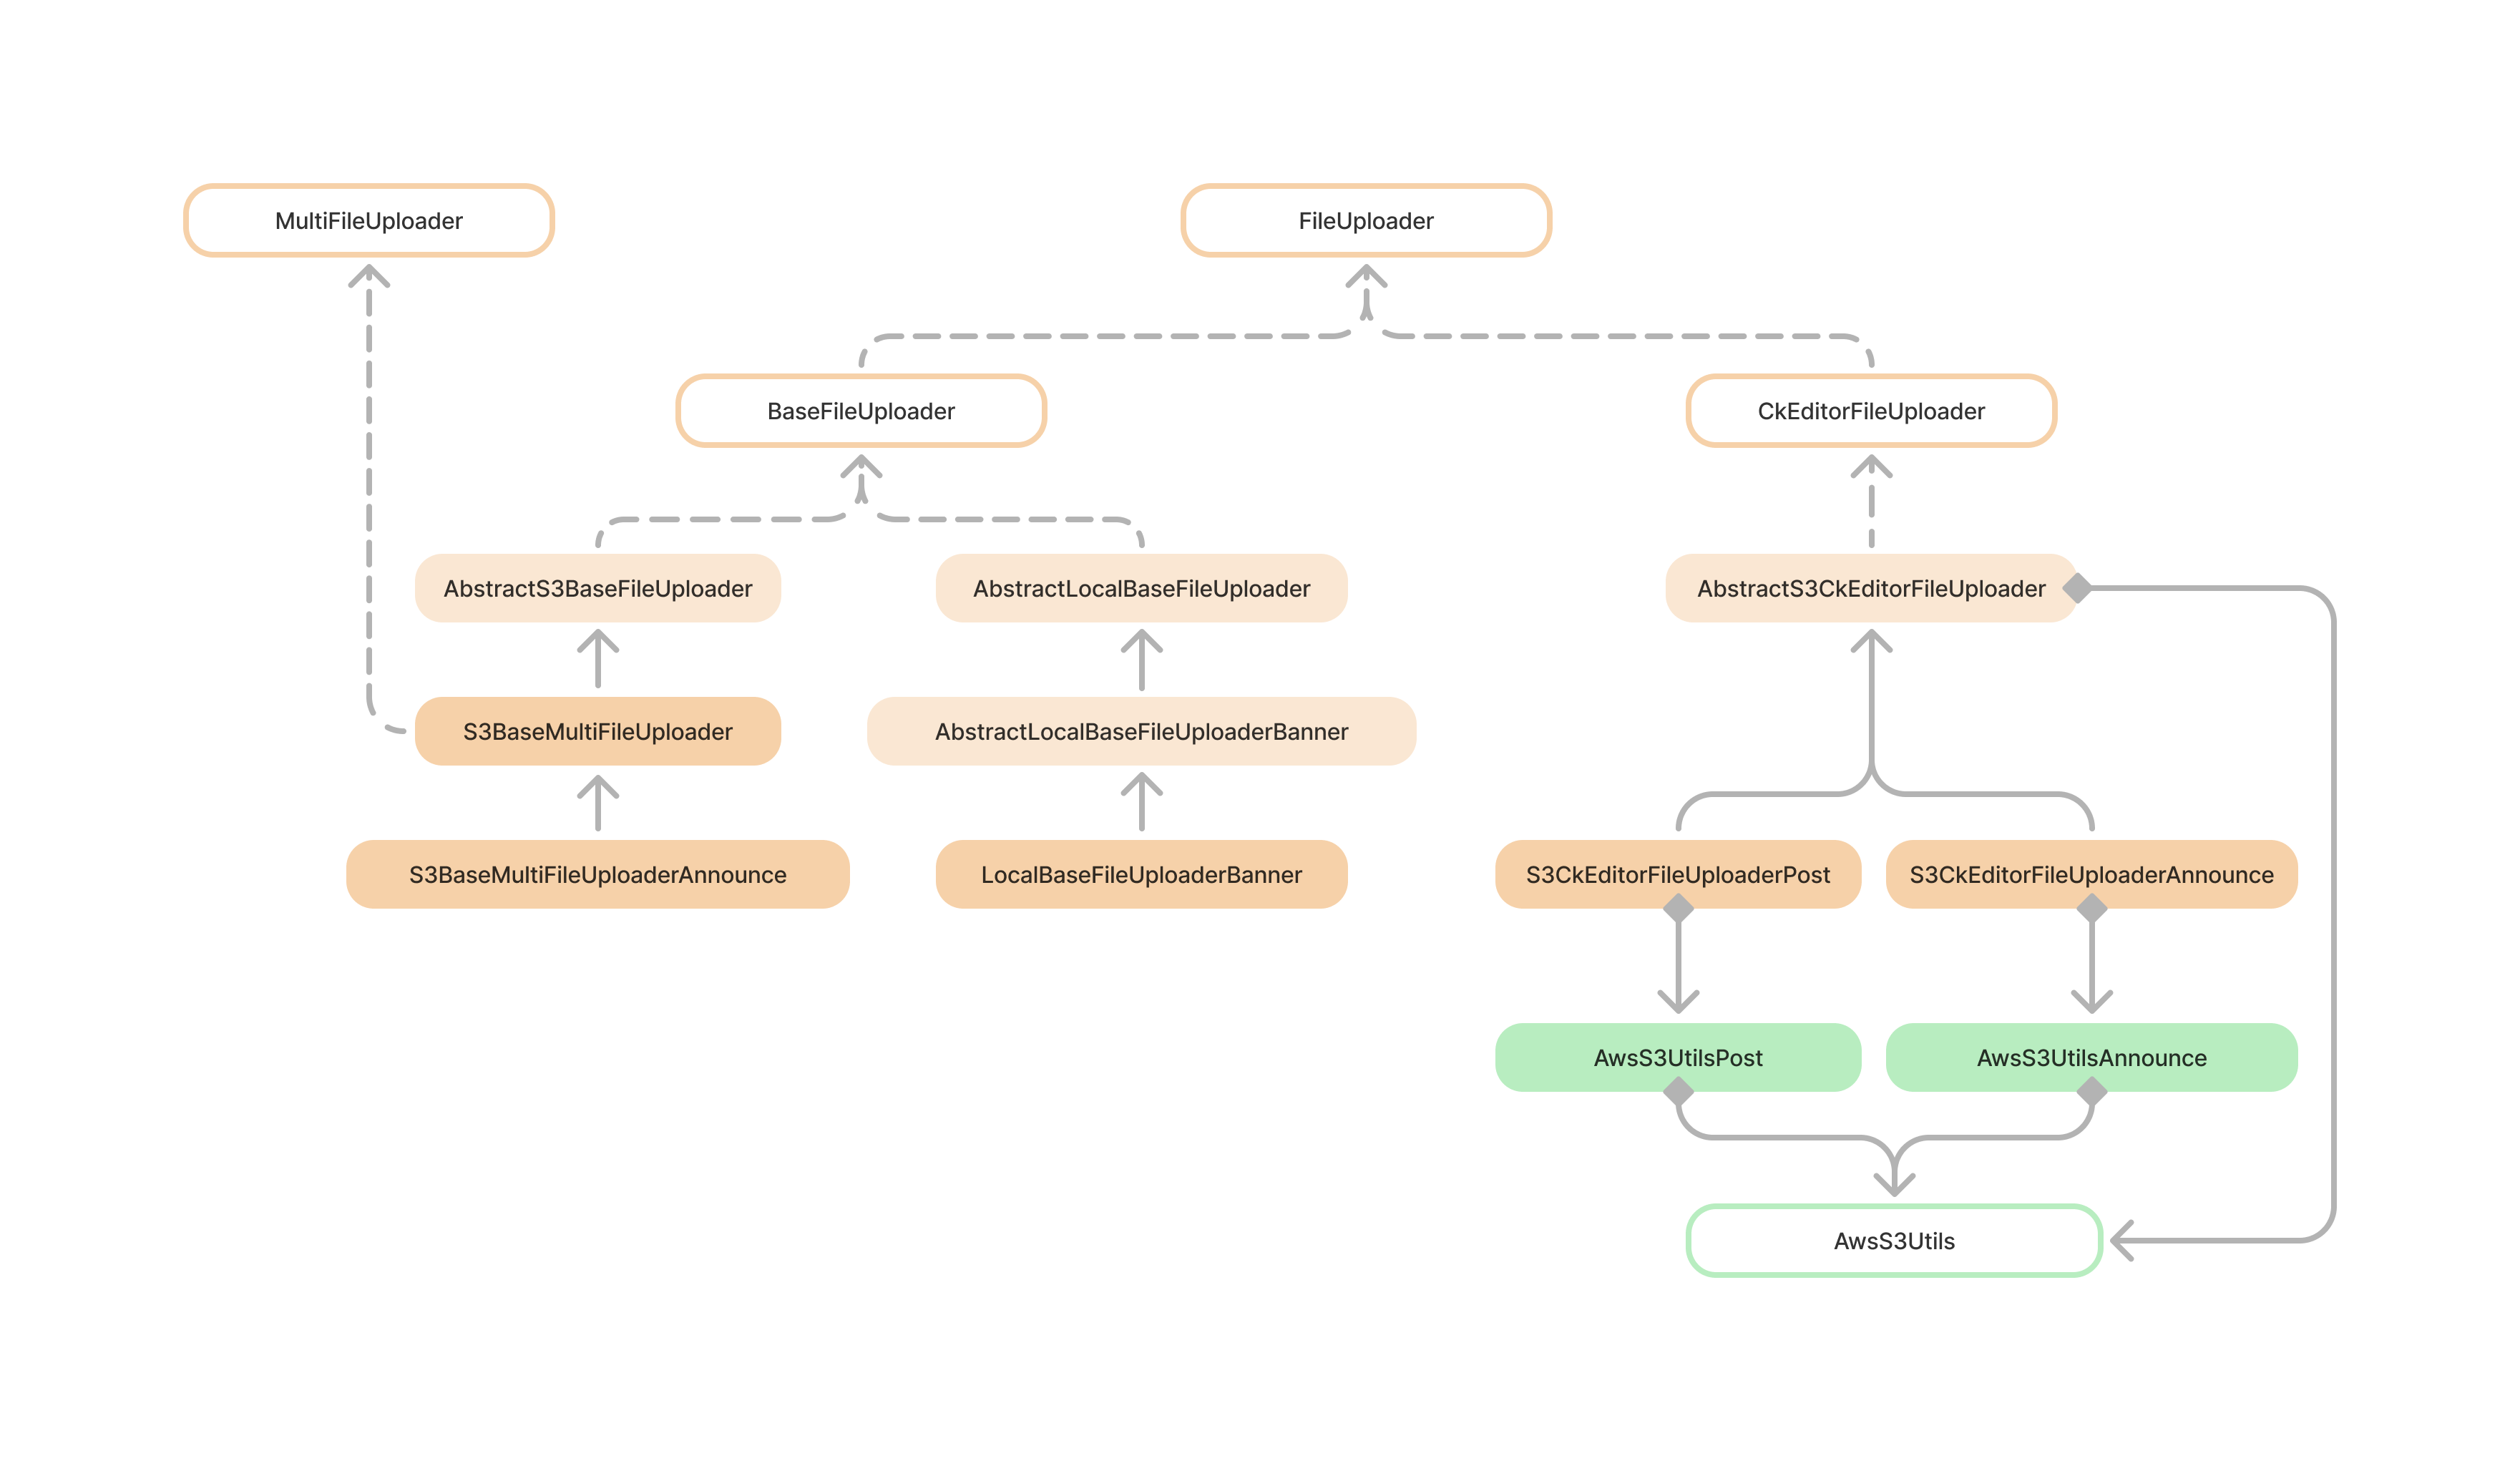 MultiFileUploader
FileUploader
BaseFileUploader
CkEditorFileUploader
AbstractS3BaseFileUploader
AbstractLocalBaseFileUploader
AbstractS3CkEditorFileUploader
S3BaseMultiFileUploader
AbstractLocalBaseFileUploaderBanner
S3BaseMultiFileUploaderAnnounce
LocalBaseFileUploaderBanner
S3CkEditorFileUploaderPost
S3CkEditorFileUploaderAnnounce
AwsS3UtilsPost
AwsS3UtilsAnnounce
AwsS3Utils